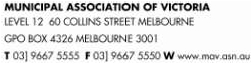 MUNICIPAL ASSOCIATION OF VICTORIA
LEVEL 12 60 COLLINS STREET MELBOURNE
GPO BOX 4326 MELBOURNE 3001
T 03] 9667 5555 F 03] 9667 5550 W www.mav.asn.au